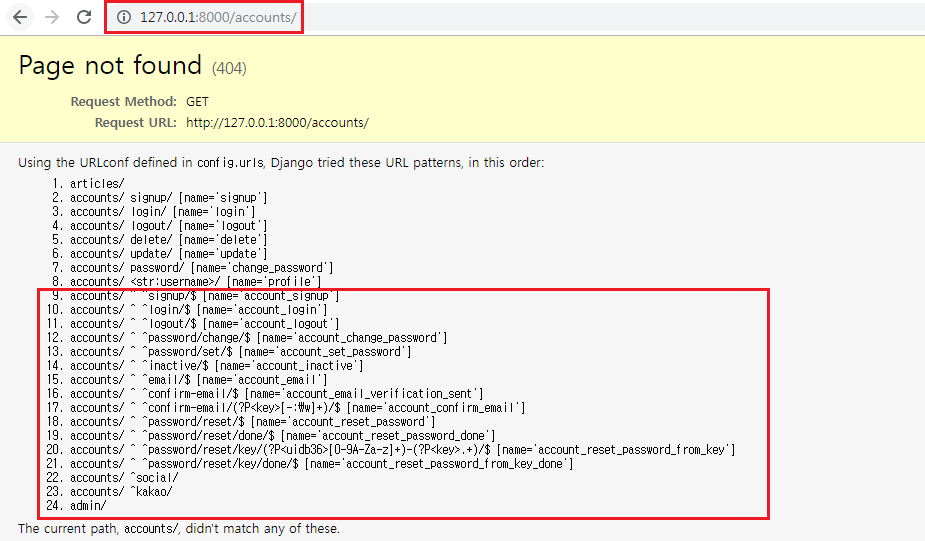 127.0.0.1:8000/accounts/
Page not found (404)
Request Method: GET
Request URL: http://127.0.0.1:8000/accounts/
Using the URLconf defined in config.urls, Django tried these URL patterns, in this order:
1. articles/
2. accounts/ signup/ [name='signup']
3. accounts/ login/ [name='login']
4. accounts/ logout/ [name='logout']
5. accounts/ delete/ [name='delete']
6. accounts/ update/ [name='update']
7. accounts/ password/ [name='change_password']
8. accounts/ <str:username>/ [name='profile']
9. accounts/ ^ ^signup/$ [name='account_signup']
10. accounts/ ^ ^login/$ [name='account_login']
11. accounts/ ^ ^logout/$ [name='account_logout']
12. accounts/ ^ ^password/change/$ [name='account_change_password']
13. accounts/ ^ ^password/set/$ [name='account_set_password']
14. accounts/ ^ ^inactive/$ [name='account_inactive']
15. accounts/ ^ ^email/$ [name='account_email']
16. accounts/ ^ ^confirm-email/$ [name='account_email_verification_sent']
17. accounts/ ^ ^confirm-email/(?P<key>[-:₩w]+)/$ [name='account_confirm_email']
18. accounts/ ^ ^password/reset/$ [name='account_reset_password']
19. accounts/ ^ ^password/reset/done/$ [name='account_reset_password_done']
20. accounts/ ^ ^password/reset/key/(?P<uidb36>[0-9A-Za-z]+)-(?P<key>.+)/$ [name='account_reset_password_from_key']
21. accounts/ ^ ^password/reset/key/done/$ [name='account_reset_password_from_key_done']
22. accounts/ ^social/
23. accounts/ ^kakao/
24. admin/
The current path, accounts/, didn't match any of these.